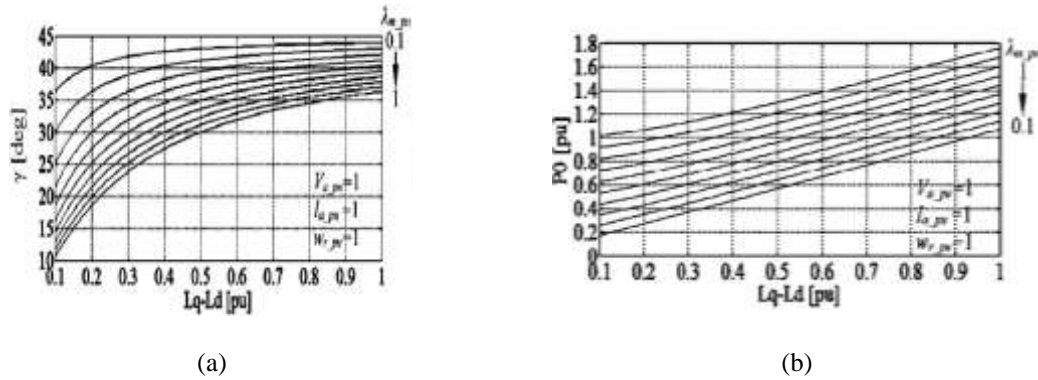 λm_pu
0.1
1
45
40
35
30
25
20
15
10
γ [deg]
Va_pu=1
Ia_pu=1
wr_pu=1
0.1 0.2 0.3 0.4 0.5 0.6 0.7 0.8 0.9 1
Lq-Ld [pu]
(a)
λm_pu
0.1
1.8
1.6
1.4
1.2
1
0.8
0.6
0.4
0.2
0
P0 [pu]
Va_pu=1
Ia_pu=1
wr_pu=1
0.1 0.2 0.3 0.4 0.5 0.6 0.7 0.8 0.9 1
Lq-Ld [pu]
(b)